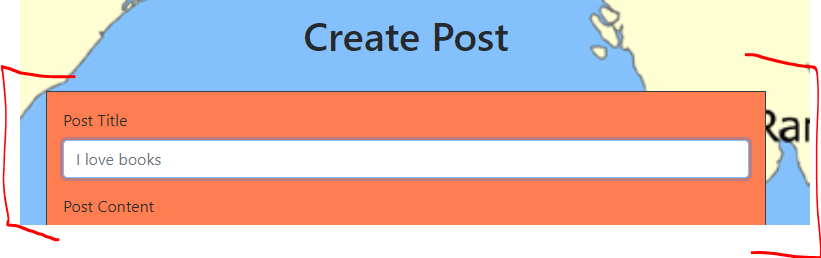 Create Post
Post Title
I love books
Post Content